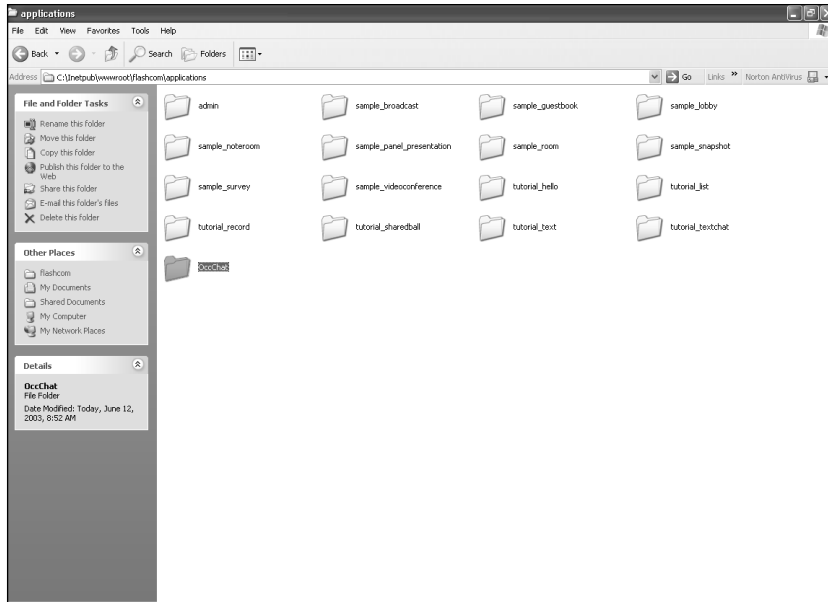 applications
File Edit View Favorites Tools Help
Back Search Folders
Address C:\Inetpub\wwwroot\flashcom\applications Go Links » Norton AntiVirus
File and Folder Tasks
Rename this folder
Move this folder
Copy this folder
Publish this folder to the
Web
Share this folder
E-mail this folder's files
Delete this folder
Other Places
flashcom
My Documents
Shared Documents
My Computer
My Network Places
Details
OccChat
File Folder
Date Modified: Today, June 12,
2003, 8:52 AM
admin sample_broadcast sample_guestbook sample_lobby
sample_noteroom sample_panel_presentation sample_room sample_snapshot
sample_survey sample_videoconference tutorial_hello tutorial_list
tutorial_record tutorial_sharedball tutorial_text tutorial_textchat
OccChat